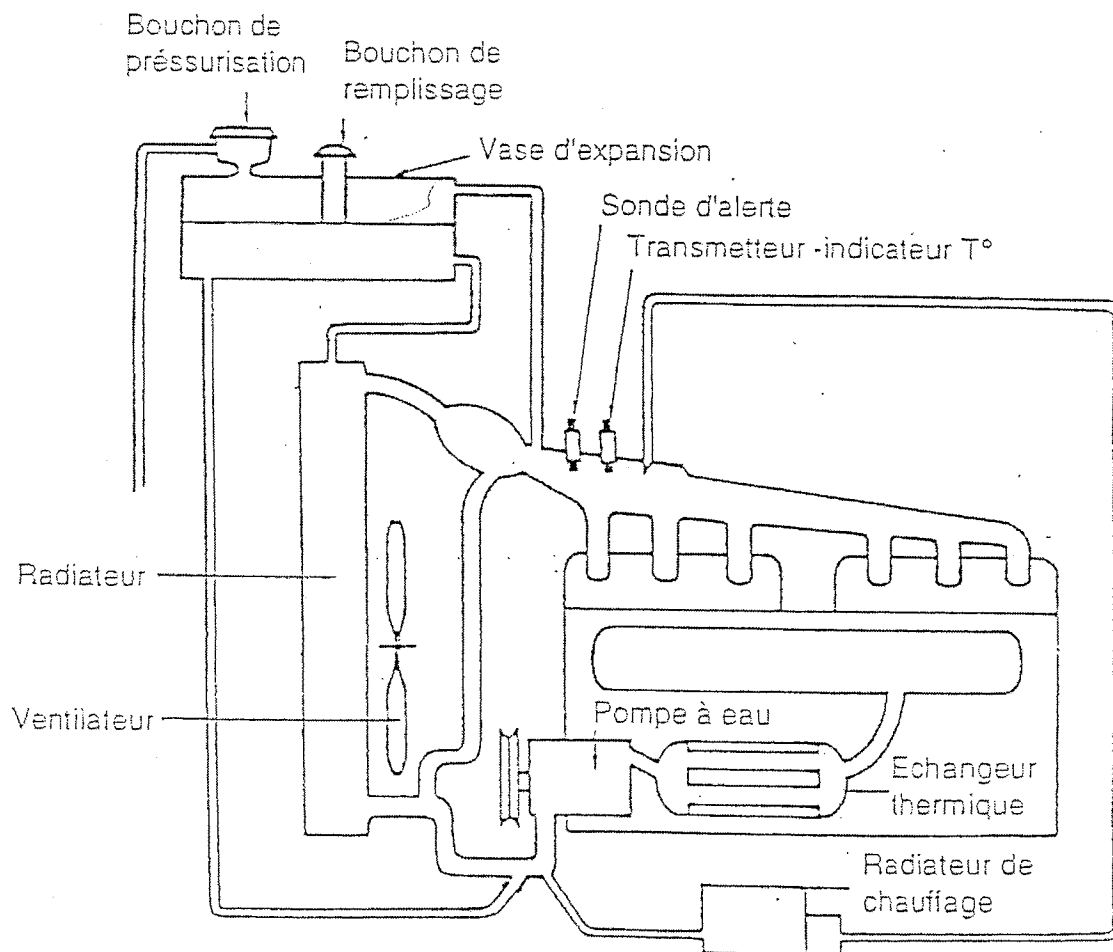 Bouchon de
préssurisation
Bouchon de
remplissage
Vase d'expansion
Sonde d'alerte
Transmetteur -indicateur T°
Radiateur
Ventilateur
Pompe à eau
Echangeur
thermique
Radiateur de
chauffage